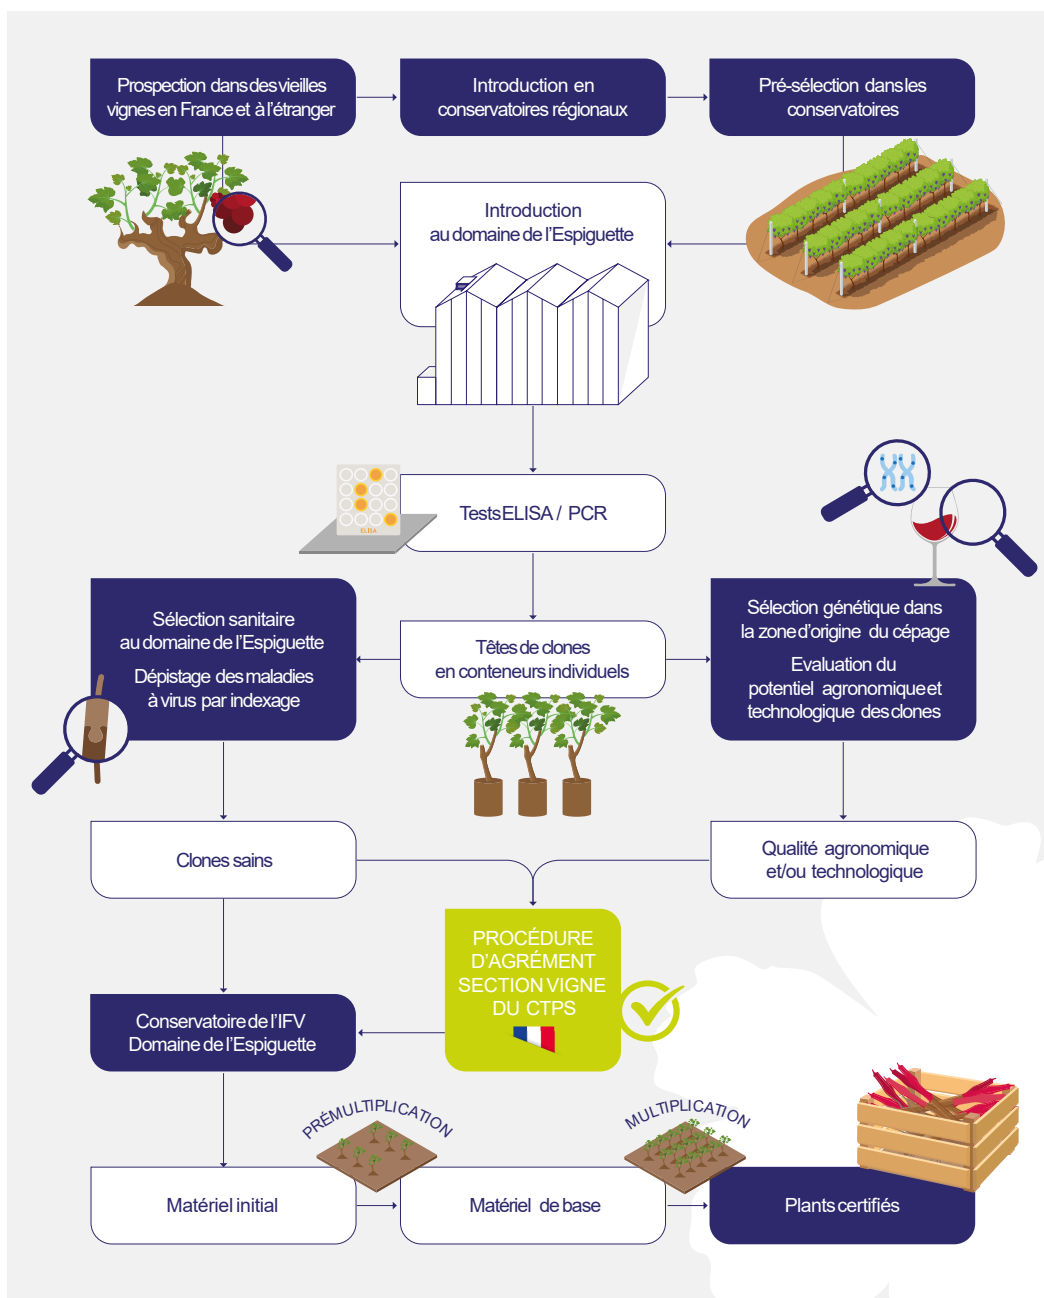 Prospection dans des vieilles
vignes en France et à l'étranger
Introduction en
conservatoires régionaux
Pré-sélection dans les
conservatoires
Introduction
au domaine de l'Espiguette
ELISA
Tests ELISA / PCR
Sélection sanitaire
au domaine de l'Espiguette
Dépistage des maladies
à virus par indexage
Têtes de clones
en conteneurs individuels
Sélection génétique dans
la zone d'origine du cépage
Evaluation du
potentiel agronomique et
technologique des clones
Clones sains
Qualité agronomique
et/ou technologique
PROCÉDURE
D'AGRÉMENT
SECTION VIGNE
DU CTPS
Conservatoire de l'IFV
Domaine de l'Espiguette
PRÉMULTIPLICATION
MULTIPLICATION
Matériel initial
Matériel de base
Plants certifiés